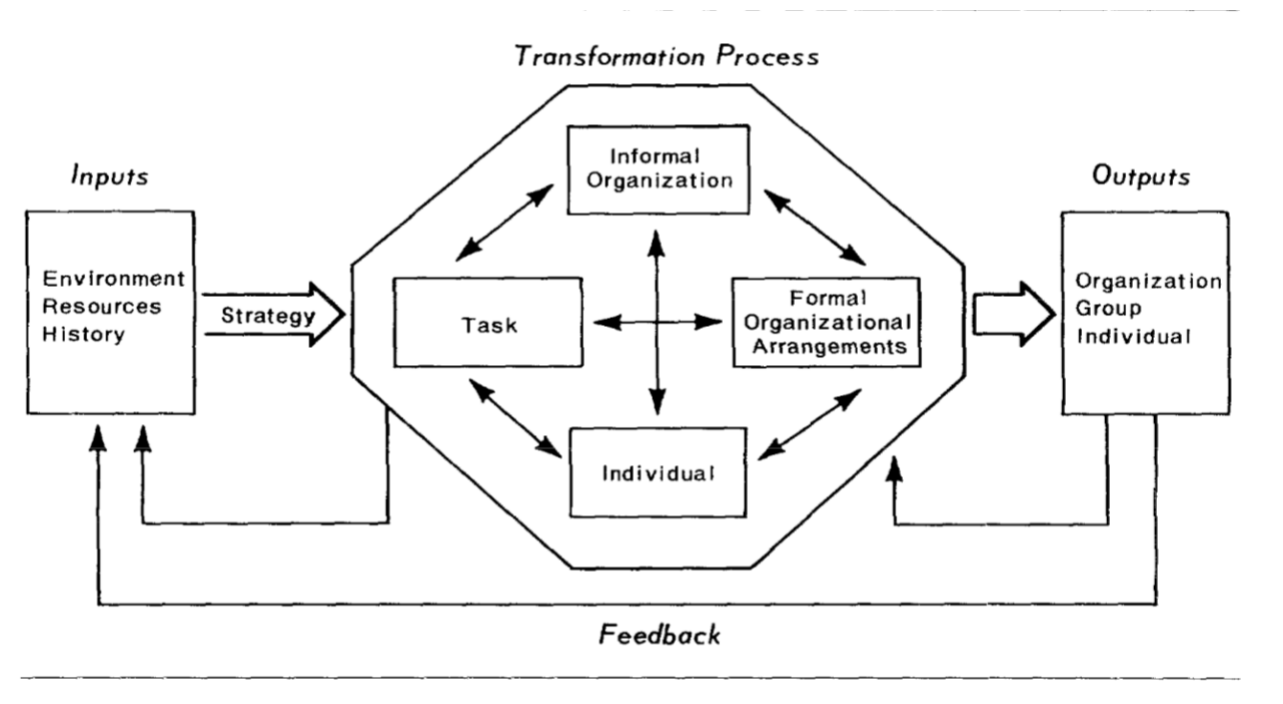 Transformation Process
Inputs
Environment
Resources
History
Strategy
Informal
Organization
Task
Formal
Organizational
Arrangements
Individual
Outputs
Organization
Group
Individual
Feedback